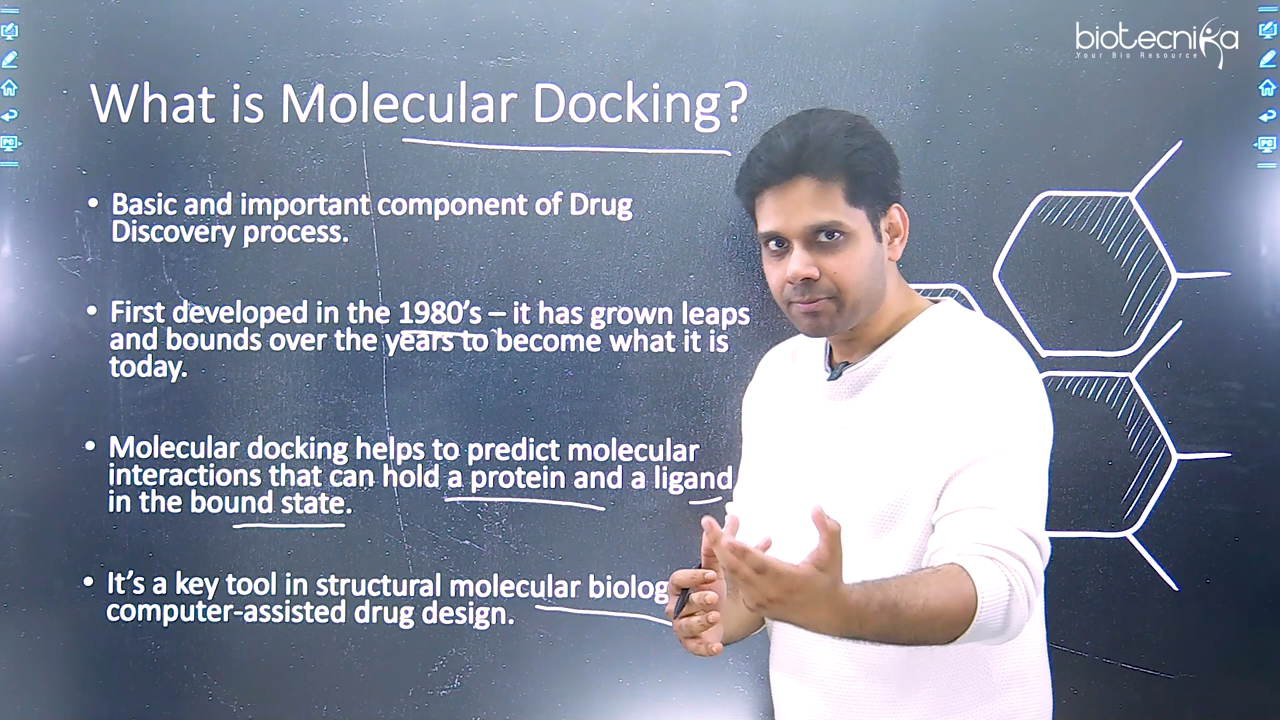 biotecnika
Your Bio Resource
What is Molecular Docking?
• Basic and important component of Drug
Discovery process.
• First developed in the 1980’s – it has grown leaps
and bounds over the years to become what it is
today.
• Molecular docking helps to predict molecular
interactions that can hold a protein and a ligand
in the bound state.
• It’s a key tool in structural molecular biolog
computer-assisted drug design.